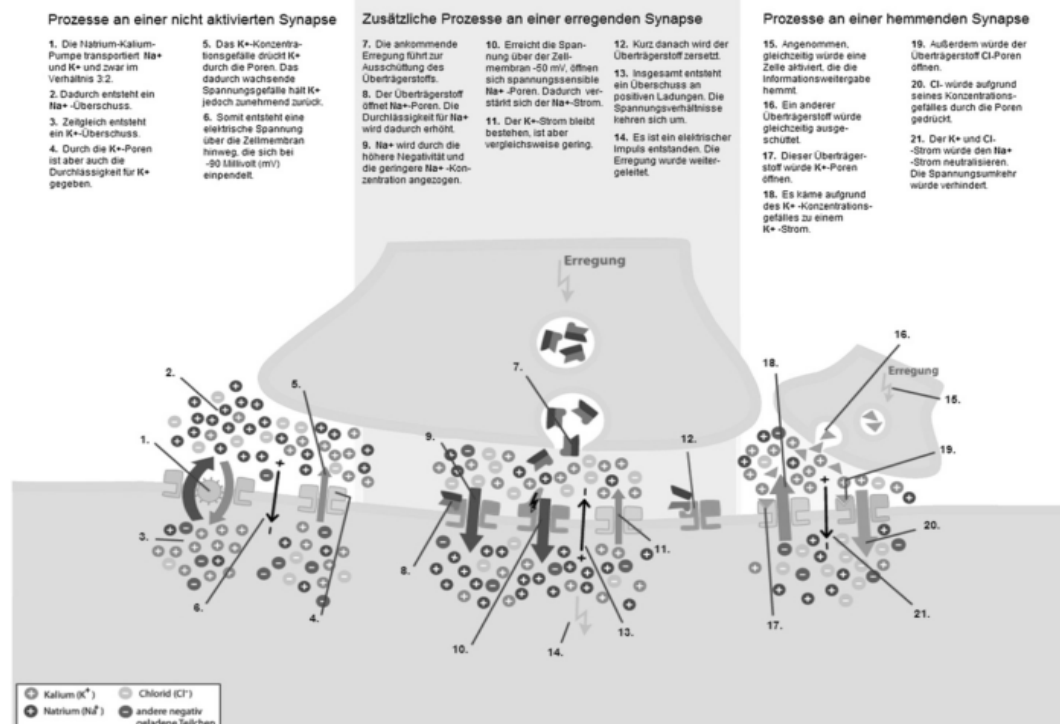 Prozesse an einer nicht aktivierten Synapse
1. Die Natrium-Kalium-
Pumpe transportiert Na+
und K+ und zwar im
Verhältnis 3:2.
2. Dadurch entsteht ein
Na+ -Überschuss.
3. Zeitgleich entsteht
ein K+-Überschuss.
4. Durch die K+-Poren
ist aber auch die
Durchlässigkeit für K+
gegeben.
5. Das K+-Konzentra-
tionsgefälle drückt K+
durch die Poren. Das
dadurch wachsende
Spannungsgefälle hält K+
jedoch zunehmend zurück.
6. Somit entsteht eine
elektrische Spannung
über die Zellmembran
hinweg, die sich bei
-90 Millivolt (mV)
einpendelt.
Zusätzliche Prozesse an einer erregenden Synapse
7. Die ankommende
Erregung führt zur
Ausschüttung des
Überträgerstoffs.
8. Der Überträgerstoff
öffnet Na+-Poren. Die
Durchlässigkeit für Na+
wird dadurch erhöht.
9. Na+ wird durch die
höhere Negativität und
die geringere Na+ -Kon-
zentration angezogen.
10. Erreicht die Span-
nung über der Zell-
membran -50 mV, öffnen
sich spannungssensible
Na+ -Poren. Dadurch ver-
stärkt sich der Na+-Strom.
11. Der K+-Strom bleibt
bestehen, ist aber
vergleichsweise gering.
12. Kurz danach wird der
Überträgerstoff zersetzt.
13. Insgesamt entsteht
ein Überschuss an
positiven Ladungen. Die
Spannungsverhältnisse
kehren sich um.
14. Es ist ein elektrischer
Impuls entstanden. Die
Erregung wurde weiter-
geleitet.
Prozesse an einer hemmenden Synapse
15. Angenommen,
gleichzeitig würde eine
Zelle aktiviert, die die
Informationsweitergabe
hemmt.
16. Ein anderer
Überträgerstoff würde
gleichzeitig ausge-
schüttet.
17. Dieser Überträger-
stoff würde K+-Poren
öffnen.
18. Es käme aufgrund
des K+ -Konzentrations-
gefälles zu einem
K+ -Strom.
19. Außerdem würde der
Überträgerstoff Cl-Poren
öffnen.
20. Cl- würde aufgrund
seines Konzentrations-
gefälles durch die Poren
gedrückt.
21. Der K+ und Cl-
-Strom würde den Na+
-Strom neutralisieren.
Die Spannungsumkehr
würde verhindert.
Erregung
16.
2.
5.
7.
18.
Erregung
15.
1.
9.
12.
19.
3.
20.
8.
11.
6.
4.
10.
14.
13.
17.
21.
Kalium (K⁺) Chlorid (Cl⁻)
Natrium (Na⁺) andere negativ
geladene Teilchen